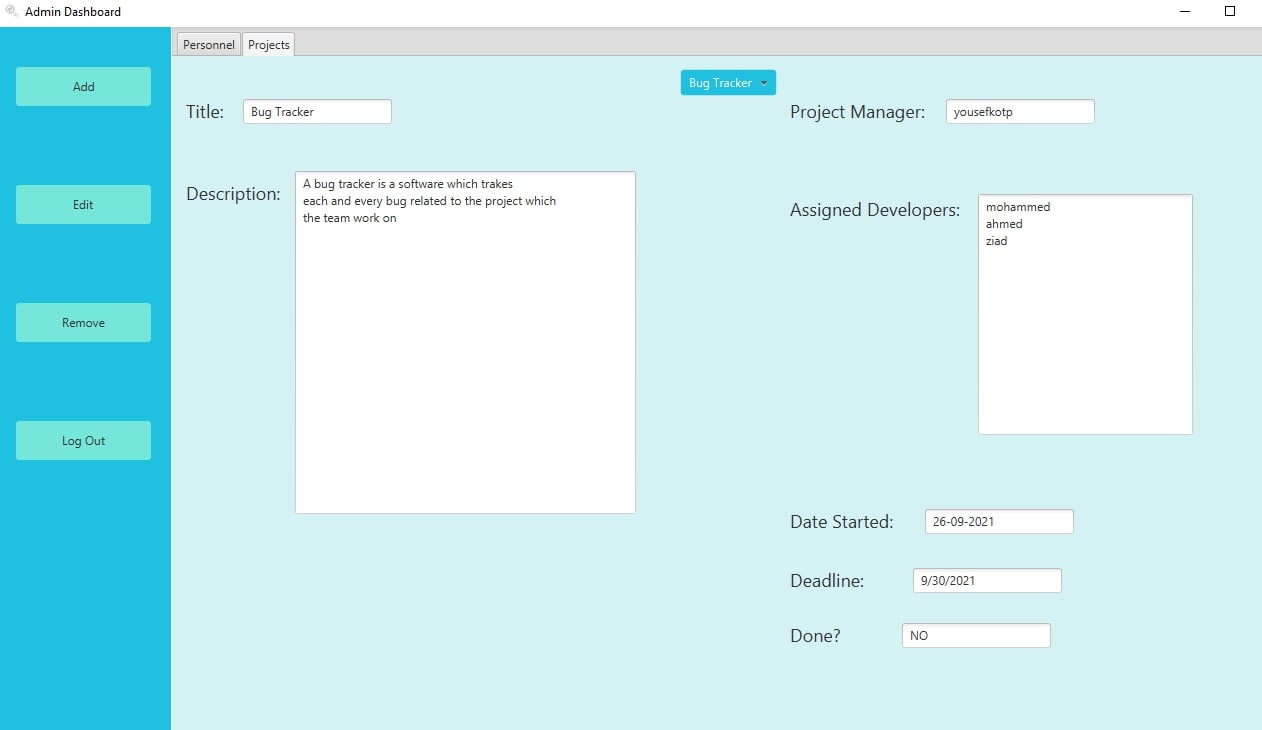 Admin Dashboard
Personnel
Projects
Add
Edit
Remove
Log Out
Bug Tracker
Title:
Bug Tracker
Description:
A bug tracker is a software which trakes
each and every bug related to the project which
the team work on
Project Manager:
yousefkotp
Assigned Developers:
mohammed
ahmed
ziad
Date Started:
26-09-2021
Deadline:
9/30/2021
Done?
NO